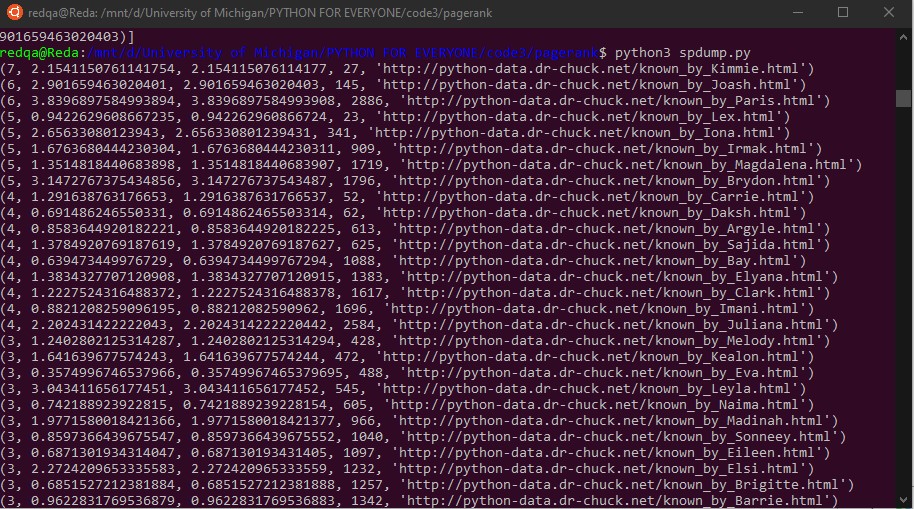 redqa@Reda: /mnt/d/University of Michigan/PYTHON FOR EVERYONE/code3/pagerank
901659463020403)]
redqa@Reda:/mnt/d/University of Michigan/PYTHON FOR EVERYONE/code3/pagerank$ python3 spdump.py
(7, 2.1541150761141754, 2.154115076114177, 27, 'http://python-data.dr-chuck.net/known_by_Kimmie.html')
(6, 2.901659463020401, 2.901659463020403, 145, 'http://python-data.dr-chuck.net/known_by_Joash.html')
(6, 3.8396897584993894, 3.8396897584993908, 2886, 'http://python-data.dr-chuck.net/known_by_Paris.html')
(5, 0.9422629608667235, 0.942262960866724, 23, 'http://python-data.dr-chuck.net/known_by_Lex.html')
(5, 2.65633080123943, 2.656330801239431, 341, 'http://python-data.dr-chuck.net/known_by_Iona.html')
(5, 1.6763680444230304, 1.6763680444230311, 909, 'http://python-data.dr-chuck.net/known_by_Irmak.html')
(5, 1.3514818440683898, 1.3514818440683907, 1719, 'http://python-data.dr-chuck.net/known_by_Magdalena.html')
(5, 3.1472767375434856, 3.147276737543487, 1796, 'http://python-data.dr-chuck.net/known_by_Brydon.html')
(4, 1.291638763176653, 1.2916387631766537, 52, 'http://python-data.dr-chuck.net/known_by_Carrie.html')
(4, 0.691486246550331, 0.6914862465503314, 62, 'http://python-data.dr-chuck.net/known_by_Daksh.html')
(4, 0.8583644020182221, 0.8583644020182225, 613, 'http://python-data.dr-chuck.net/known_by_Argyle.html')
(4, 1.3784920769187619, 1.3784920769187627, 625, 'http://python-data.dr-chuck.net/known_by_Sajida.html')
(4, 0.639473449976729, 0.6394734499767294, 1088, 'http://python-data.dr-chuck.net/known_by_Bay.html')
(4, 1.3834327707120908, 1.3834327707120915, 1383, 'http://python-data.dr-chuck.net/known_by_Elyana.html')
(4, 1.2227524316488372, 1.2227524316488378, 1617, 'http://python-data.dr-chuck.net/known_by_Clark.html')
(4, 0.8821208259096195, 0.88212082590962, 1696, 'http://python-data.dr-chuck.net/known_by_Imani.html')
(4, 2.202431422222043, 2.2024314222220442, 2584, 'http://python-data.dr-chuck.net/known_by_Juliana.html')
(3, 1.2402802125314287, 1.2402802125314294, 428, 'http://python-data.dr-chuck.net/known_by_Melody.html')
(3, 1.641639677574243, 1.641639677574244, 472, 'http://python-data.dr-chuck.net/known_by_Kealon.html')
(3, 0.3574996746537966, 0.35749967465379695, 488, 'http://python-data.dr-chuck.net/known_by_Eva.html')
(3, 3.043411656177451, 3.043411656177452, 545, 'http://python-data.dr-chuck.net/known_by_Leyla.html')
(3, 0.742188923922815, 0.7421889239228154, 605, 'http://python-data.dr-chuck.net/known_by_Naima.html')
(3, 1.9771580018421366, 1.9771580018421377, 966, 'http://python-data.dr-chuck.net/known_by_Madinah.html')
(3, 0.8597366439675547, 0.8597366439675552, 1040, 'http://python-data.dr-chuck.net/known_by_Sonneey.html')
(3, 0.6871301934314047, 0.687130193431405, 1097, 'http://python-data.dr-chuck.net/known_by_Eileen.html')
(3, 2.2724209653335583, 2.272420965333559, 1232, 'http://python-data.dr-chuck.net/known_by_Elsi.html')
(3, 0.6851527212381884, 0.6851527212381888, 1257, 'http://python-data.dr-chuck.net/known_by_Brigitte.html')
(3, 0.9622831769536879, 0.9622831769536883, 1342, 'http://python-data.dr-chuck.net/known_by_Barrie.html')